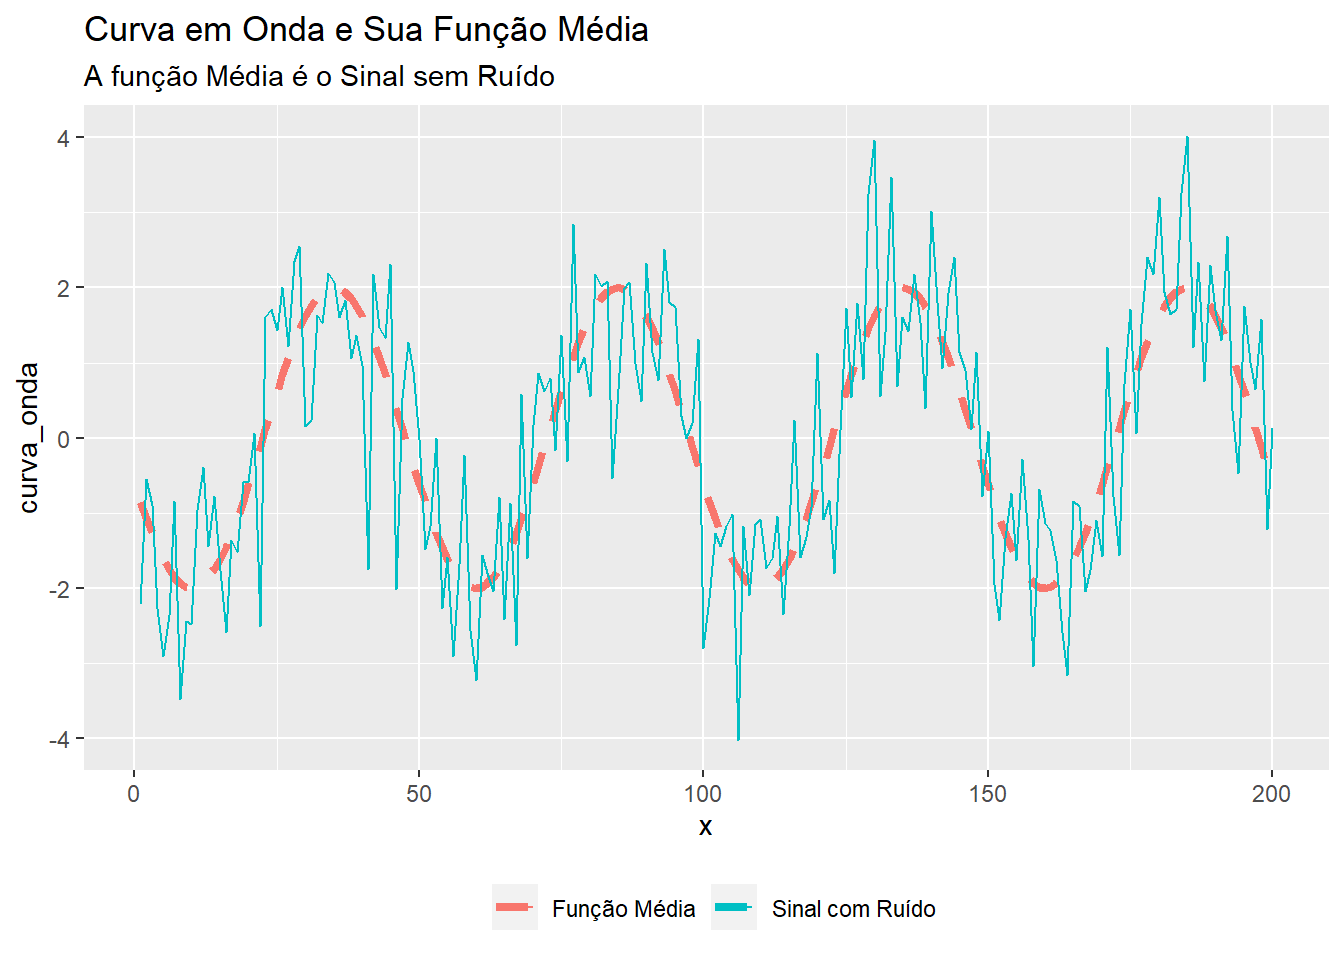 Curva em Onda e Sua Função Média
A função Média é o Sinal sem Ruído
4
2
0
-2
-4
curva_onda
0 50 100 150 200
x
Função Média Sinal com Ruído